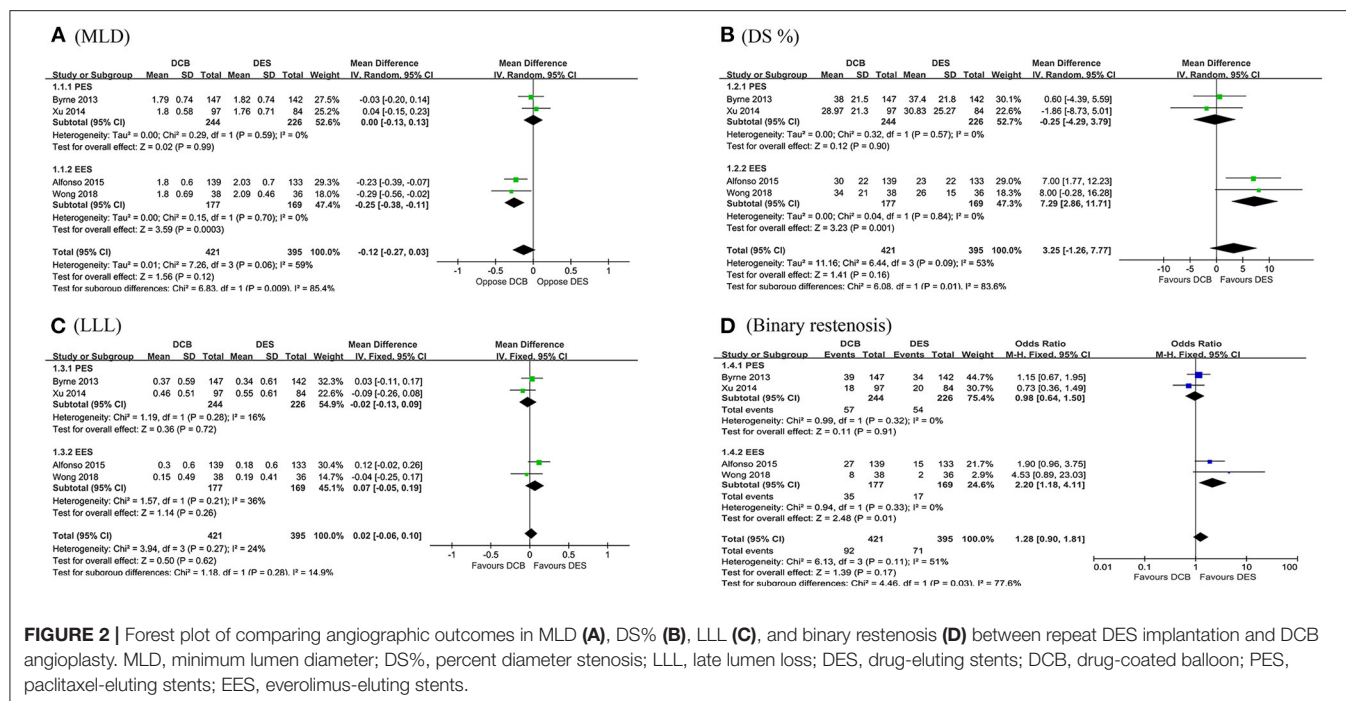 A (MLD)
DCB DES Mean Difference Mean Difference
Study or Subgroup Mean SD Total Mean SD Total Weight IV. Random, 95% CI IV. Random, 95% CI
1.1.1 PES
Byrne 2013 1.79 0.74 147 1.82 0.74 142 27.5% -0.03 [-0.20, 0.14]
Xu 2014 1.8 0.58 97 1.76 0.71 84 25.2% 0.04 [-0.15, 0.23]
Subtotal (95% CI) 244 226 52.6% 0.00 [-0.13, 0.13]
Heterogeneity: Tau² = 0.00; Chi² = 0.29, df = 1 (P = 0.59); I² = 0%
Test for overall effect: Z = 0.02 (P = 0.99)
1.1.2 EES
Alfonso 2015 1.8 0.6 139 2.03 0.7 133 29.3% -0.23 [-0.39, -0.07]
Wong 2018 1.8 0.69 38 2.09 0.46 36 18.0% -0.29 [-0.56, -0.02]
Subtotal (95% CI) 177 169 47.4% -0.25 [-0.38, -0.11]
Heterogeneity: Tau² = 0.00; Chi² = 0.15, df = 1 (P = 0.70); I² = 0%
Test for overall effect: Z = 3.59 (P = 0.0003)
Total (95% CI) 421 395 100.0% -0.12 [-0.27, 0.03]
Heterogeneity: Tau² = 0.01; Chi² = 7.26, df = 3 (P = 0.06); I² = 59%
Test for overall effect: Z = 1.56 (P = 0.12)
Test for subgroup differences: Chi² = 6.83, df = 1 (P = 0.009), I² = 85.4%
-1 -0.5 0 0.5 1
Oppose DCB Oppose DES
B (DS %)
DCB DES Mean Difference Mean Difference
Study or Subgroup Mean SD Total Mean SD Total Weight IV. Random, 95% CI IV. Random, 95% CI
1.2.1 PES
Byrne 2013 38 21.5 147 37.4 21.8 142 30.1% 0.60 [-4.39, 5.59]
Xu 2014 28.97 21.3 97 30.83 25.27 84 22.6% -1.86 [-8.73, 5.01]
Subtotal (95% CI) 244 226 52.7% -0.25 [-4.29, 3.79]
Heterogeneity: Tau² = 0.00; Chi² = 0.32, df = 1 (P = 0.57); I² = 0%
Test for overall effect: Z = 0.12 (P = 0.90)
1.2.2 EES
Alfonso 2015 30 22 139 23 22 133 29.0% 7.00 [1.77, 12.23]
Wong 2018 34 21 38 26 15 36 18.3% 8.00 [-0.28, 16.28]
Subtotal (95% CI) 177 169 47.3% 7.29 [2.86, 11.71]
Heterogeneity: Tau² = 0.00; Chi² = 0.04, df = 1 (P = 0.84); I² = 0%
Test for overall effect: Z = 3.23 (P = 0.001)
Total (95% CI) 421 395 100.0% 3.25 [-1.26, 7.77]
Heterogeneity: Tau² = 11.16; Chi² = 6.44, df = 3 (P = 0.09); I² = 53%
Test for overall effect: Z = 1.41 (P = 0.16)
Test for subgroup differences: Chi² = 6.08, df = 1 (P = 0.01), I² = 83.6%
-10 -5 0 5 10
Favours DCB Favours DES
C (LLL)
DCB DES Mean Difference Mean Difference
Study or Subgroup Mean SD Total Mean SD Total Weight IV. Fixed, 95% CI IV. Fixed, 95% CI
1.3.1 PES
Byrne 2013 0.37 0.59 147 0.34 0.61 142 32.3% 0.03 [-0.11, 0.17]
Xu 2014 0.46 0.51 97 0.55 0.61 84 22.6% -0.09 [-0.26, 0.08]
Subtotal (95% CI) 244 226 54.9% -0.02 [-0.13, 0.09]
Heterogeneity: Chi² = 1.19, df = 1 (P = 0.28); I² = 16%
Test for overall effect: Z = 0.36 (P = 0.72)
1.3.2 EES
Alfonso 2015 0.3 0.6 139 0.18 0.6 133 30.4% 0.12 [-0.02, 0.26]
Wong 2018 0.15 0.49 38 0.19 0.41 36 14.7% -0.04 [-0.25, 0.17]
Subtotal (95% CI) 177 169 45.1% 0.07 [-0.05, 0.19]
Heterogeneity: Chi² = 1.57, df = 1 (P = 0.21); I² = 36%
Test for overall effect: Z = 1.14 (P = 0.26)
Total (95% CI) 421 395 100.0% 0.02 [-0.06, 0.10]
Heterogeneity: Chi² = 3.94, df = 3 (P = 0.27); I² = 24%
Test for overall effect: Z = 0.50 (P = 0.62)
Test for subgroup differences: Chi² = 1.18, df = 1 (P = 0.28), I² = 14.9%
-1 -0.5 0 0.5 1
Favours DCB Favours DES
D (Binary restenosis)
DCB DES Odds Ratio Odds Ratio
Study or Subgroup Events Total Events Total Weight M-H. Fixed, 95% CI M-H. Fixed, 95% CI
1.4.1 PES
Byrne 2013 39 147 34 142 44.7% 1.15 [0.67, 1.95]
Xu 2014 18 97 20 84 30.7% 0.73 [0.36, 1.49]
Subtotal (95% CI) 244 226 75.4% 0.98 [0.64, 1.50]
Total events 57 54
Heterogeneity: Chi² = 0.99, df = 1 (P = 0.32); I² = 0%
Test for overall effect: Z = 0.11 (P = 0.91)
1.4.2 EES
Alfonso 2015 27 139 15 133 21.7% 1.90 [0.96, 3.75]
Wong 2018 8 38 2 36 2.9% 4.53 [0.89, 23.03]
Subtotal (95% CI) 177 169 24.6% 2.20 [1.18, 4.11]
Total events 35 17
Heterogeneity: Chi² = 0.94, df = 1 (P = 0.33); I² = 0%
Test for overall effect: Z = 2.48 (P = 0.01)
Total (95% CI) 421 395 100.0% 1.28 [0.90, 1.81]
Total events 92 71
Heterogeneity: Chi² = 6.13, df = 3 (P = 0.11); I² = 51%
Test for overall effect: Z = 1.39 (P = 0.17)
Test for subgroup differences: Chi² = 4.46, df = 1 (P = 0.03), I² = 77.6%
0.01 0.1 1 10 100
Favours DCB Favours DES
FIGURE 2 | Forest plot of comparing angiographic outcomes in MLD (A), DS% (B), LLL (C), and binary restenosis (D) between repeat DES implantation and DCB
angioplasty. MLD, minimum lumen diameter; DS%, percent diameter stenosis; LLL, late lumen loss; DES, drug-eluting stents; DCB, drug-coated balloon; PES,
paclitaxel-eluting stents; EES, everolimus-eluting stents.